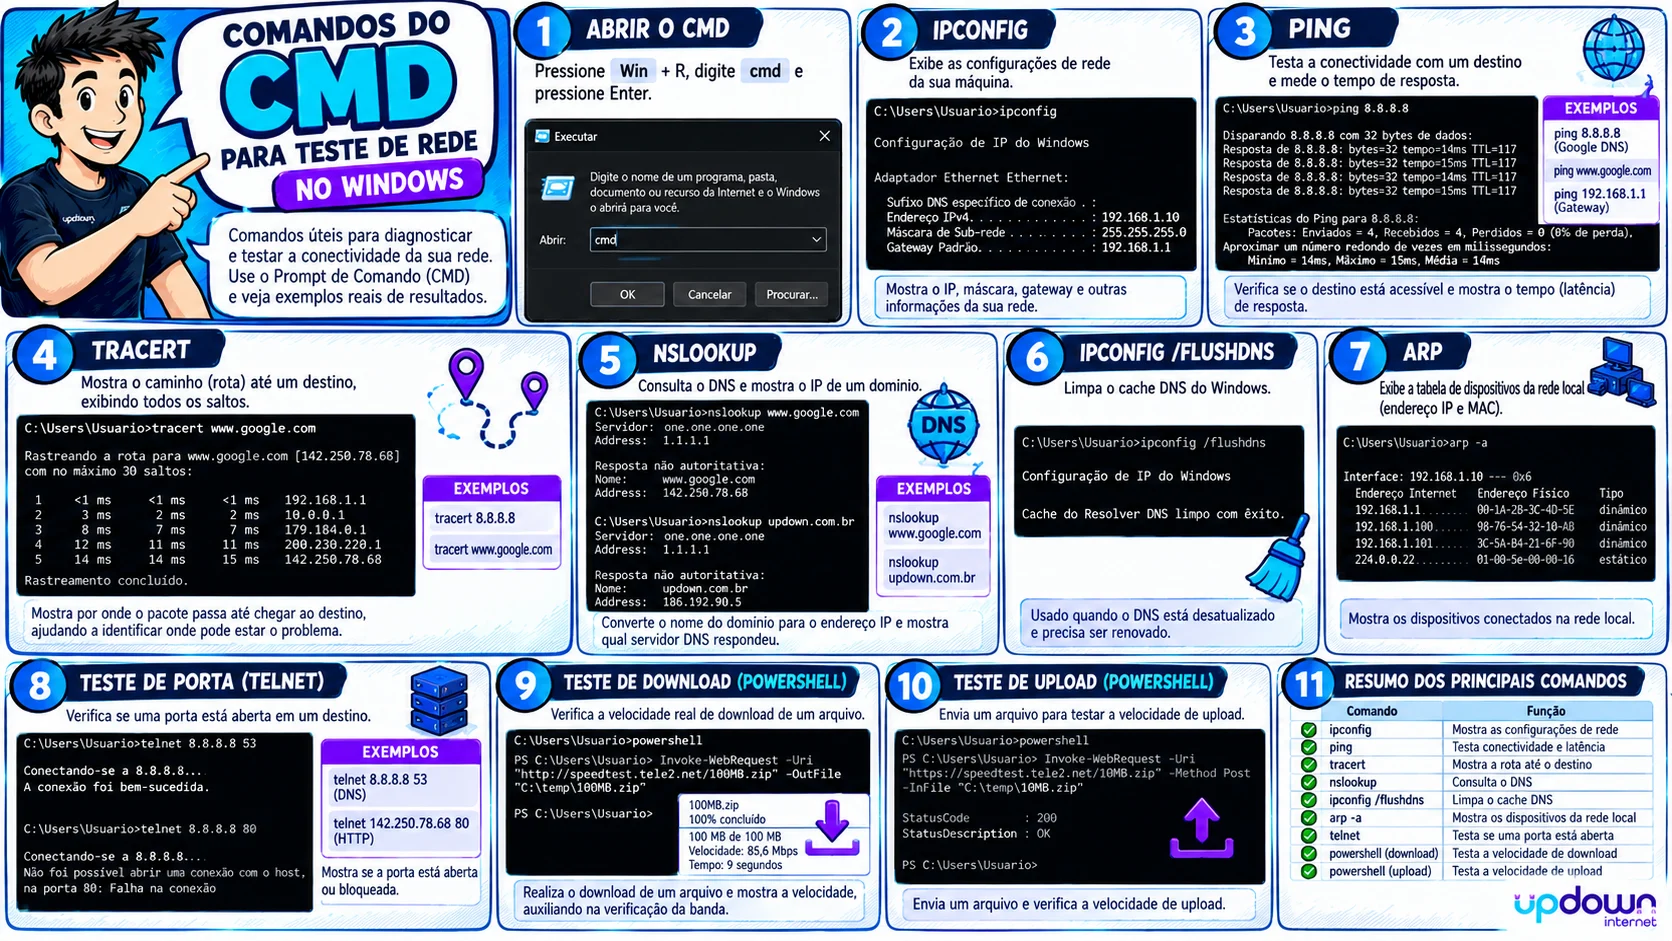 COMANDOS DO
CMD
PARA TESTE DE REDE
NO WINDOWS
updown
Comandos úteis para diagnosticar
e testar a conectividade da sua rede.
Use o Prompt de Comando (CMD)
e veja exemplos reais de resultados.
1 ABRIR O CMD
Pressione Win + R, digite cmd e
pressione Enter.
Executar
Digite o nome de um programa, pasta,
documento ou recurso da Internet e o Windows
o abrirá para você.
Abrir: cmd
OK Cancelar Procurar...
2 IPCONFIG
Exibe as configurações de rede
da sua máquina.
C:\Users\Usuario>ipconfig
Configuração de IP do Windows
Adaptador Ethernet Ethernet:
Sufixo DNS específico de conexão . :
Endereço IPv4. . . . . . . . . . . . : 192.168.1.10
Máscara de Sub-rede . . . . . . . . : 255.255.255.0
Gateway Padrão. . . . . . . . . . . : 192.168.1.1
Mostra o IP, máscara, gateway e outras
informações da sua rede.
3 PING
Testa a conectividade com um destino
e mede o tempo de resposta.
C:\Users\Usuario>ping 8.8.8.8
Disparando 8.8.8.8 com 32 bytes de dados:
Resposta de 8.8.8.8: bytes=32 tempo=14ms TTL=117
Resposta de 8.8.8.8: bytes=32 tempo=15ms TTL=117
Resposta de 8.8.8.8: bytes=32 tempo=14ms TTL=117
Resposta de 8.8.8.8: bytes=32 tempo=15ms TTL=117
Estatísticas do Ping para 8.8.8.8:
Pacotes: Enviados = 4, Recebidos = 4, Perdidos = 0 (0% de perda),
Aproximar um número redondo de vezes em milissegundos:
Mínimo = 14ms, Máximo = 15ms, Média = 14ms
EXEMPLOS
ping 8.8.8.8
(Google DNS)
ping www.google.com
ping 192.168.1.1
(Gateway)
Verifica se o destino está acessível e mostra o tempo (latência)
de resposta.
4 TRACERT
Mostra o caminho (rota) até um destino,
exibindo todos os saltos.
C:\Users\Usuario>tracert www.google.com
Rastreando a rota para www.google.com [142.250.78.68]
com no máximo 30 saltos:
1 <1 ms <1 ms <1 ms 192.168.1.1
2 3 ms 2 ms 2 ms 10.0.0.1
3 8 ms 7 ms 7 ms 179.184.0.1
4 12 ms 11 ms 11 ms 200.230.220.1
5 14 ms 14 ms 15 ms 142.250.78.68
Rastreamento concluído.
EXEMPLOS
tracert 8.8.8.8
tracert www.google.com
Mostra por onde o pacote passa até chegar ao destino,
ajudando a identificar onde pode estar o problema.
5 NSLOOKUP
Consulta o DNS e mostra o IP de um domínio.
C:\Users\Usuario>nslookup www.google.com
Servidor: one.one.one.one
Address: 1.1.1.1
Resposta não autoritativa:
Nome: www.google.com
Address: 142.250.78.68
C:\Users\Usuario>nslookup updown.com.br
Servidor: one.one.one.one
Address: 1.1.1.1
Resposta não autoritativa:
Nome: updown.com.br
Address: 186.192.90.5
DNS
EXEMPLOS
nslookup
www.google.com
nslookup
updown.com.br
Converte o nome do domínio para o endereço IP e mostra
qual servidor DNS respondeu.
6 IPCONFIG /FLUSHDNS
Limpa o cache DNS do Windows.
C:\Users\Usuario>ipconfig /flushdns
Configuração de IP do Windows
Cache do Resolver DNS limpo com êxito.
Usado quando o DNS está desatualizado
e precisa ser renovado.
7 ARP
Exibe a tabela de dispositivos da rede local
(endereço IP e MAC).
C:\Users\Usuario>arp -a
Interface: 192.168.1.10 --- 0x6
Endereço Internet Endereço Físico Tipo
192.168.1.1....... 00-1A-2B-3C-4D-5E dinâmico
192.168.1.100...... 98-76-54-32-10-AB dinâmico
192.168.1.101...... 3C-5A-B4-21-6F-90 dinâmico
224.0.0.22......... 01-00-5e-00-00-16 estático
Mostra os dispositivos conectados na rede local.
8 TESTE DE PORTA (TELNET)
Verifica se uma porta está aberta em um destino.
C:\Users\Usuario>telnet 8.8.8.8 53
Conectando-se a 8.8.8.8...
A conexão foi bem-sucedida.
C:\Users\Usuario>telnet 8.8.8.8 80
Conectando-se a 8.8.8.8...
Não foi possível abrir uma conexão com o host,
na porta 80: Falha na conexão
EXEMPLOS
telnet 8.8.8.8 53
(DNS)
telnet 142.250.78.68 80
(HTTP)
Mostra se a porta está aberta
ou bloqueada.
9 TESTE DE DOWNLOAD (POWERSHELL)
Verifica a velocidade real de download de um arquivo.
C:\Users\Usuario>powershell
PS C:\Users\Usuario> Invoke-WebRequest -Uri
"http://speedtest.tele2.net/100MB.zip" -OutFile
"C:\temp\100MB.zip"
PS C:\Users\Usuario>
100MB.zip
100% concluído
100 MB de 100 MB
Velocidade: 85,6 Mbps
Tempo: 9 segundos
Realiza o download de um arquivo e mostra a velocidade,
auxiliando na verificação da banda.
10 TESTE DE UPLOAD (POWERSHELL)
Envia um arquivo para testar a velocidade de upload.
C:\Users\Usuario>powershell
PS C:\Users\Usuario> Invoke-WebRequest -Uri
"https://speedtest.tele2.net/10MB.zip" -Method Post
-InFile "C:\temp\10MB.zip"
StatusCode : 200
StatusDescription : OK
PS C:\Users\Usuario>
Envia um arquivo e verifica a velocidade de upload.
11 RESUMO DOS PRINCIPAIS COMANDOS
Comando Função
ipconfig Mostra as configurações de rede
ping Testa conectividade e latência
tracert Mostra a rota até o destino
nslookup Consulta o DNS
ipconfig /flushdns Limpa o cache DNS
arp -a Mostra os dispositivos da rede local
telnet Testa se uma porta está aberta
powershell (download) Testa a velocidade de download
powershell (upload) Testa a velocidade de upload
updown
internet